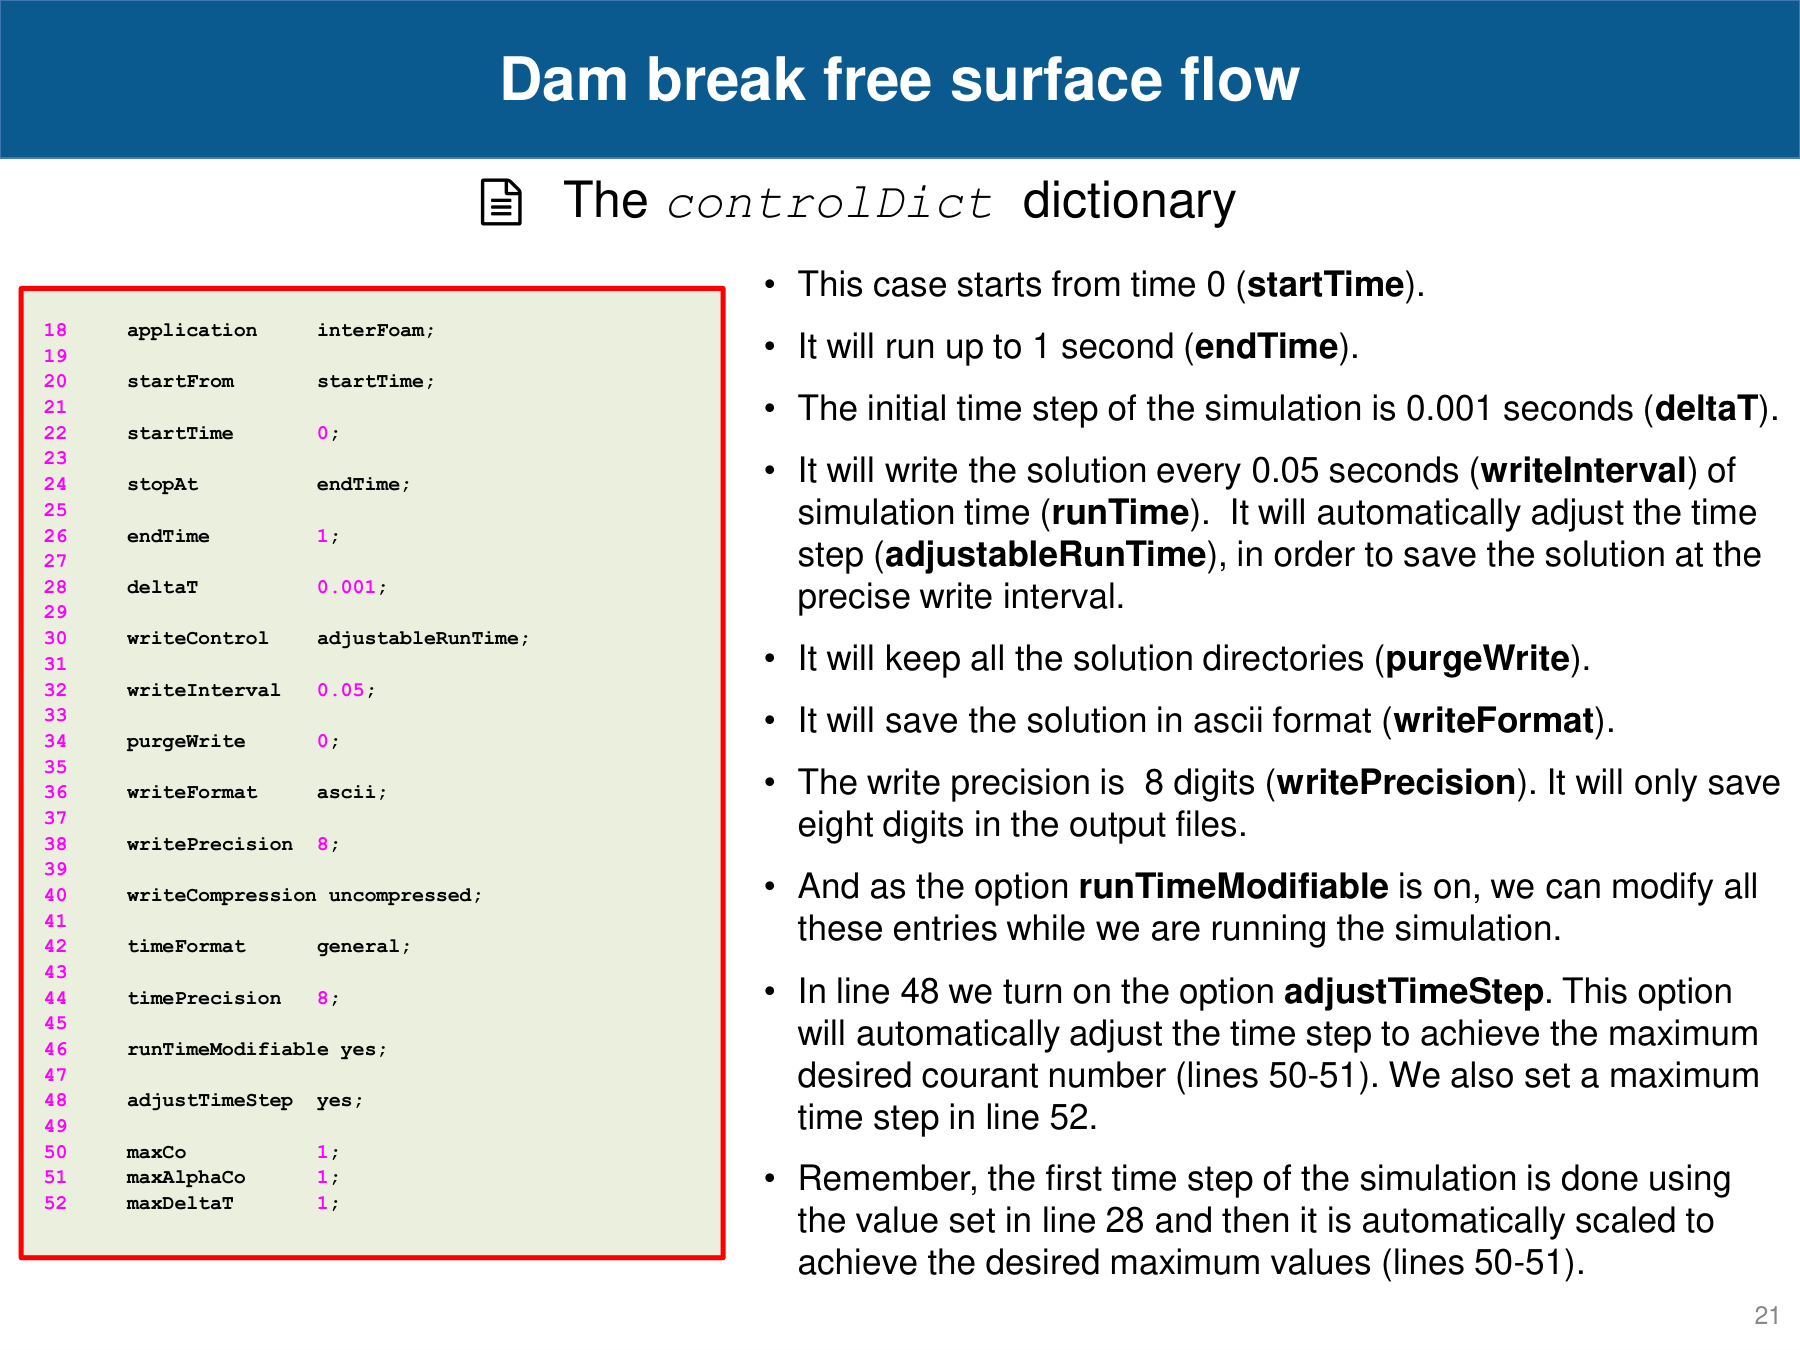 Dam break free surface flow
The controlDict dictionary
18 application interFoam;
19
20 startFrom startTime;
21
22 startTime 0;
23
24 stopAt endTime;
25
26 endTime 1;
27
28 deltaT 0.001;
29
30 writeControl adjustableRunTime;
31
32 writeInterval 0.05;
33
34 purgeWrite 0;
35
36 writeFormat ascii;
37
38 writePrecision 8;
39
40 writeCompression uncompressed;
41
42 timeFormat general;
43
44 timePrecision 8;
45
46 runTimeModifiable yes;
47
48 adjustTimeStep yes;
49
50 maxCo 1;
51 maxAlphaCo 1;
52 maxDeltaT 1;
• This case starts from time 0 (startTime).
• It will run up to 1 second (endTime).
• The initial time step of the simulation is 0.001 seconds (deltaT).
• It will write the solution every 0.05 seconds (writeInterval) of
simulation time (runTime). It will automatically adjust the time
step (adjustableRunTime), in order to save the solution at the
precise write interval.
• It will keep all the solution directories (purgeWrite).
• It will save the solution in ascii format (writeFormat).
• The write precision is 8 digits (writePrecision). It will only save
eight digits in the output files.
• And as the option runTimeModifiable is on, we can modify all
these entries while we are running the simulation.
• In line 48 we turn on the option adjustTimeStep. This option
will automatically adjust the time step to achieve the maximum
desired courant number (lines 50-51). We also set a maximum
time step in line 52.
• Remember, the first time step of the simulation is done using
the value set in line 28 and then it is automatically scaled to
achieve the desired maximum values (lines 50-51).
21